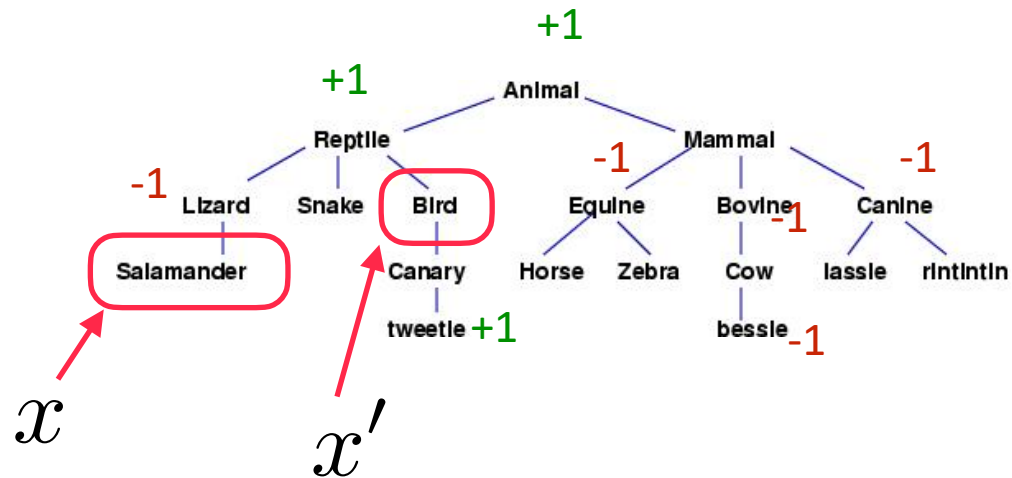 +1
Animal
+1
Reptile Mammal
-1 -1 -1
Lizard Snake Bird Equine Bovine -1 Canine
Salamander Canary Horse Zebra Cow lassie rintintin
tweetie +1 bessie -1
x x′